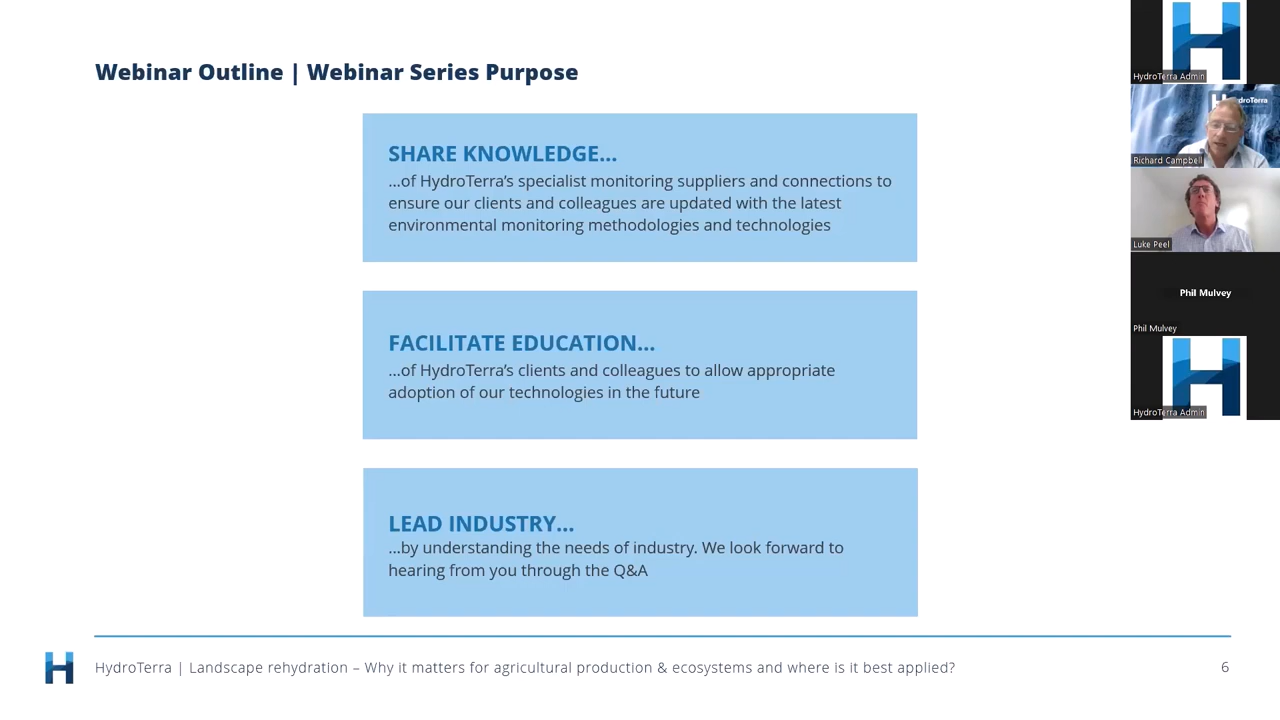 Webinar Outline | Webinar Series Purpose
SHARE KNOWLEDGE...
...of HydroTerra’s specialist monitoring suppliers and connections to
ensure our clients and colleagues are updated with the latest
environmental monitoring methodologies and technologies
FACILITATE EDUCATION...
...of HydroTerra’s clients and colleagues to allow appropriate
adoption of our technologies in the future
LEAD INDUSTRY...
...by understanding the needs of industry. We look forward to
hearing from you through the Q&A
HydroTerra | Landscape rehydration – Why it matters for agricultural production & ecosystems and where is it best applied?
6
HydroTerra Admin
Richard Campbell
Luke Peel
Phil Mulvey
Phil Mulvey
HydroTerra Admin